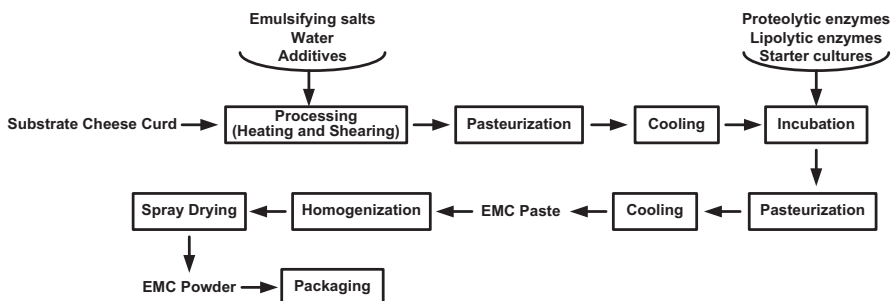 Emulsifying salts
Water
Additives
Proteolytic enzymes
Lipolytic enzymes
Starter cultures
Substrate Cheese Curd
Processing
(Heating and Shearing)
Pasteurization
Cooling
Incubation
Spray Drying
Homogenization
EMC Paste
Cooling
Pasteurization
EMC Powder
Packaging